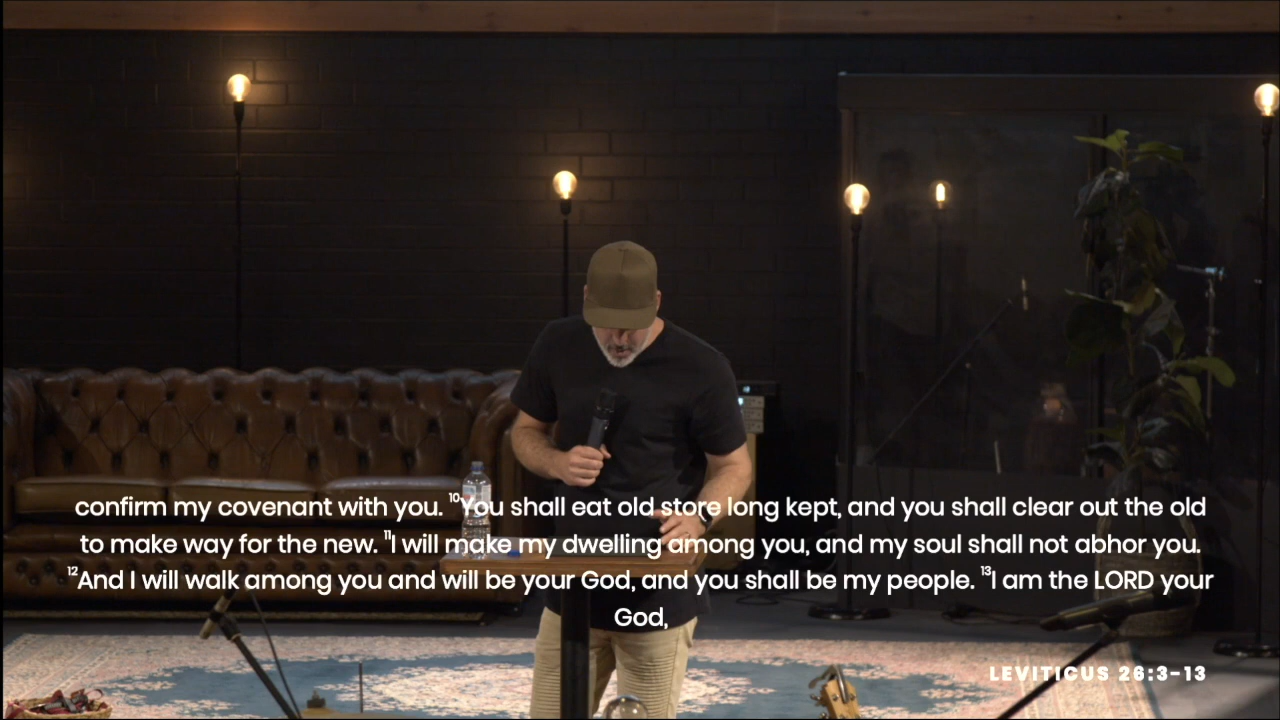 confirm my covenant with you. ¹⁰You shall eat old store long kept, and you shall clear out the old
to make way for the new. ¹¹I will make my dwelling among you, and my soul shall not abhor you.
¹²And I will walk among you and will be your God, and you shall be my people. ¹³I am the LORD your
God,
LEVITICUS 26:3-13